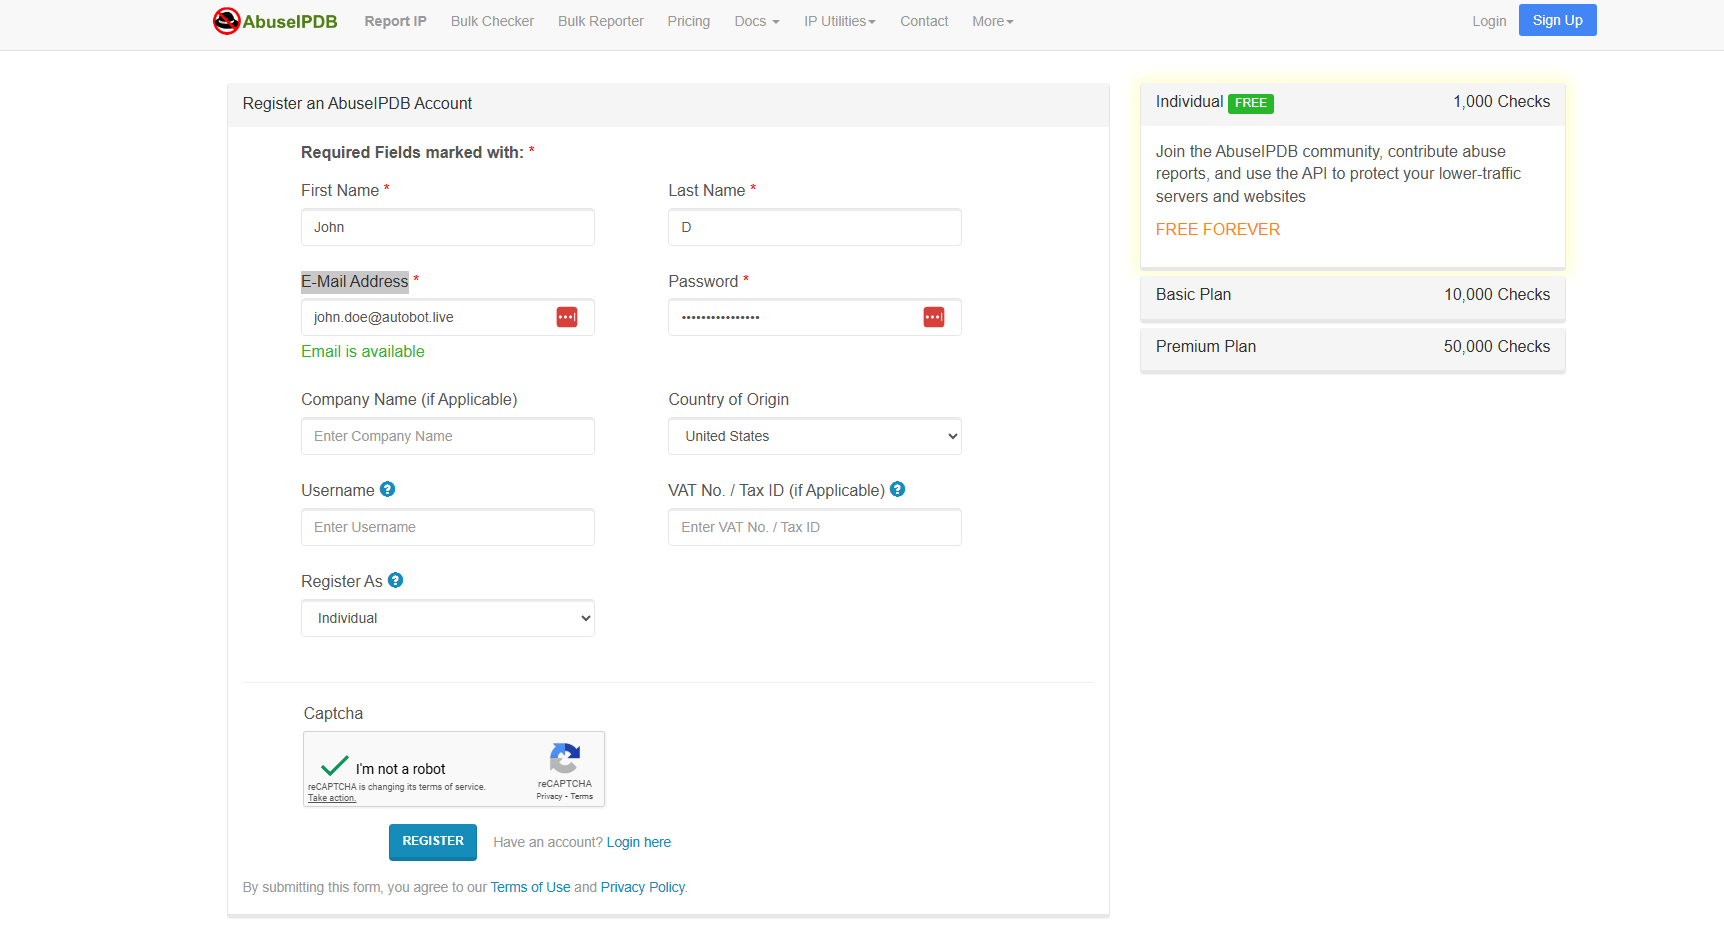 AbuseIPDB Report IP Bulk Checker Bulk Reporter Pricing Docs IP Utilities Contact More Login Sign Up
Register an AbuseIPDB Account
Required Fields marked with: *
First Name * Last Name *
John D
E-Mail Address * Password *
john.doe@autobot.live ••••••••••••••••
Email is available
Company Name (if Applicable) Country of Origin
Enter Company Name United States
Username ? VAT No. / Tax ID (if Applicable) ?
Enter Username Enter VAT No. / Tax ID
Register As ?
Individual
Captcha
I'm not a robot
reCAPTCHA is changing its terms of service.
Take action.
reCAPTCHA
Privacy - Terms
REGISTER Have an account? Login here
By submitting this form, you agree to our Terms of Use and Privacy Policy.
Individual FREE 1,000 Checks
Join the AbuseIPDB community, contribute abuse
reports, and use the API to protect your lower-traffic
servers and websites
FREE FOREVER
Basic Plan 10,000 Checks
Premium Plan 50,000 Checks